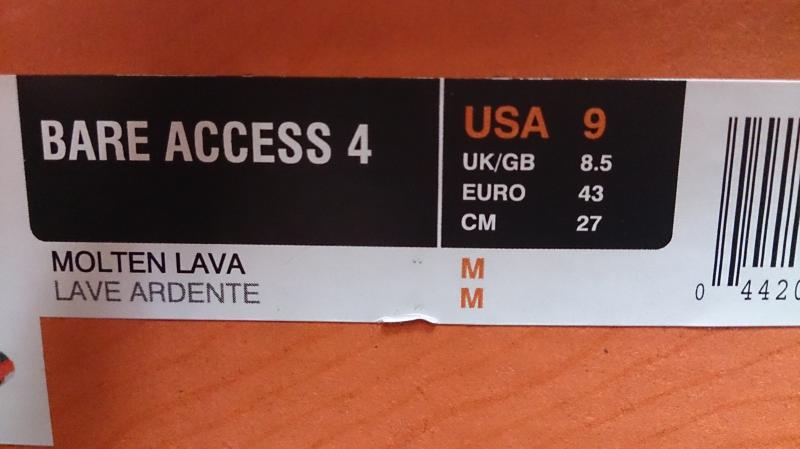 BARE ACCESS 4
USA 9
UK/GB 8.5
EURO 43
CM 27
MOLTEN LAVA M
LAVE ARDENTE M
0 4420